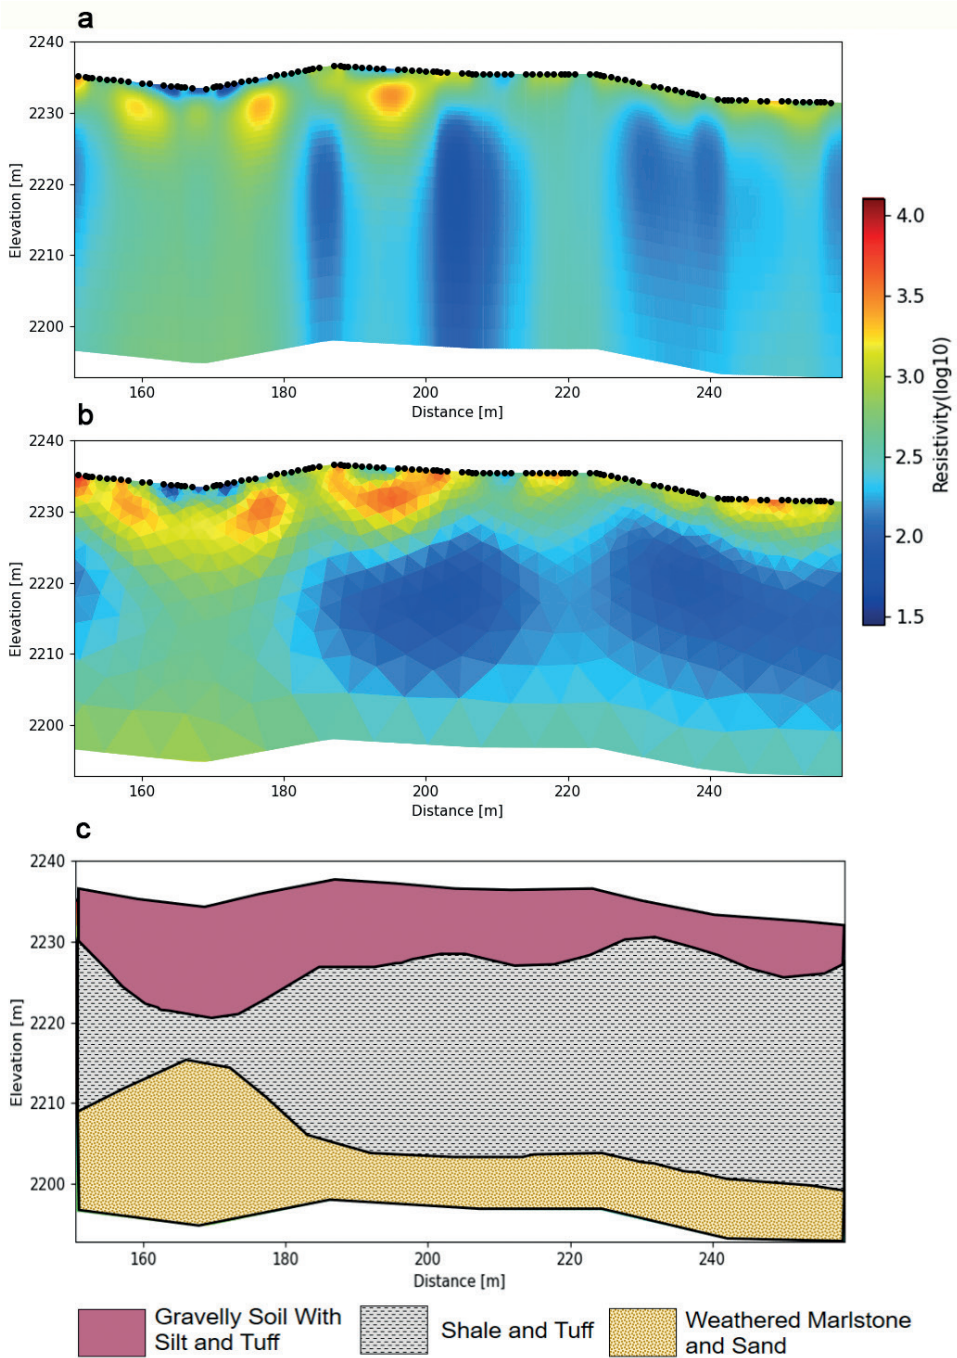 a
2240
2230
2220
2210
2200
Elevation [m]
160
180
200
220
240
Distance [m]
4.0
3.5
3.0
2.5
2.0
1.5
Resistivity(log10)
b
2240
2230
2220
2210
2200
Elevation [m]
160
180
200
220
240
Distance [m]
c
2240
2230
2220
2210
2200
Elevation [m]
160
180
200
220
240
Distance [m]
Gravelly Soil With
Silt and Tuff
Shale and Tuff
Weathered Marlstone
and Sand